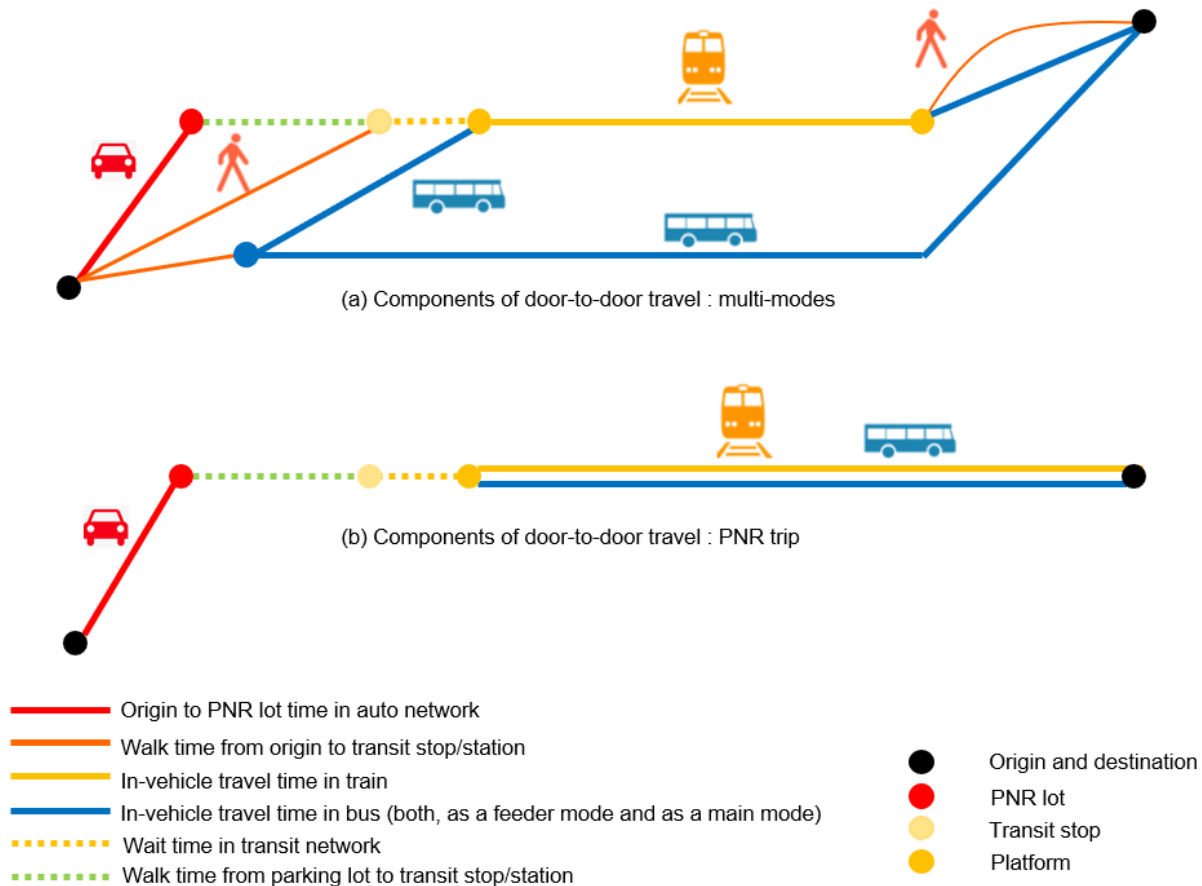 (a) Components of door-to-door travel : multi-modes
(b) Components of door-to-door travel : PNR trip
Origin to PNR lot time in auto network
Walk time from origin to transit stop/station
In-vehicle travel time in train
In-vehicle travel time in bus (both, as a feeder mode and as a main mode)
Wait time in transit network
Walk time from parking lot to transit stop/station
Origin and destination
PNR lot
Transit stop
Platform